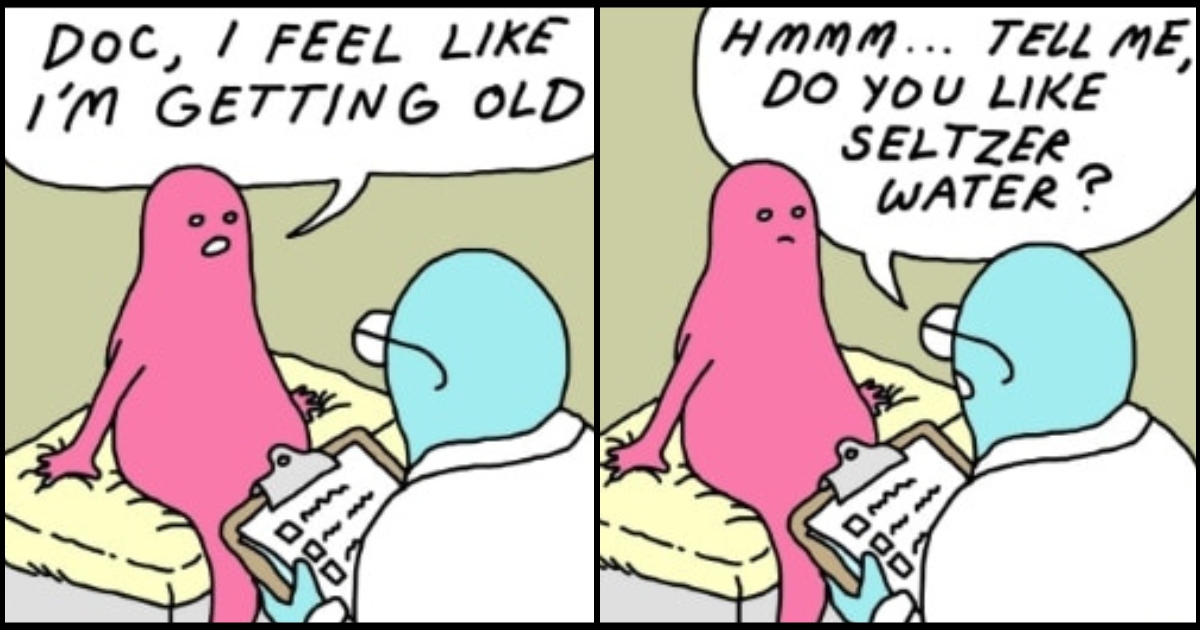 DOC, I FEEL LIKE
I'M GETTING OLD
HMMM... TELL ME,
DO YOU LIKE
SELTZER
WATER?